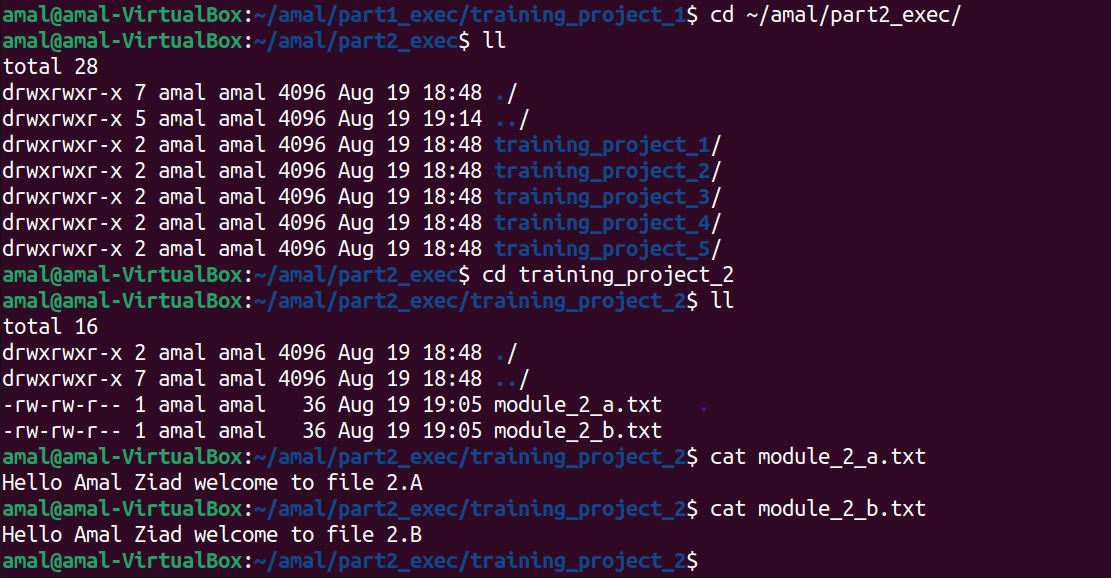 amal@amal-VirtualBox:~/amal/part1_exec/training_project_1$ cd ~/amal/part2_exec/
amal@amal-VirtualBox:~/amal/part2_exec$ ll
total 28
drwxrwxr-x 7 amal amal 4096 Aug 19 18:48 ./
drwxrwxr-x 5 amal amal 4096 Aug 19 19:14 ../
drwxrwxr-x 2 amal amal 4096 Aug 19 18:48 training_project_1/
drwxrwxr-x 2 amal amal 4096 Aug 19 18:48 training_project_2/
drwxrwxr-x 2 amal amal 4096 Aug 19 18:48 training_project_3/
drwxrwxr-x 2 amal amal 4096 Aug 19 18:48 training_project_4/
drwxrwxr-x 2 amal amal 4096 Aug 19 18:48 training_project_5/
amal@amal-VirtualBox:~/amal/part2_exec$ cd training_project_2
amal@amal-VirtualBox:~/amal/part2_exec/training_project_2$ ll
total 16
drwxrwxr-x 2 amal amal 4096 Aug 19 18:48 ./
drwxrwxr-x 7 amal amal 4096 Aug 19 18:48 ../
-rw-rw-r-- 1 amal amal   36 Aug 19 19:05 module_2_a.txt
-rw-rw-r-- 1 amal amal   36 Aug 19 19:05 module_2_b.txt
amal@amal-VirtualBox:~/amal/part2_exec/training_project_2$ cat module_2_a.txt
Hello Amal Ziad welcome to file 2.A
amal@amal-VirtualBox:~/amal/part2_exec/training_project_2$ cat module_2_b.txt
Hello Amal Ziad welcome to file 2.B
amal@amal-VirtualBox:~/amal/part2_exec/training_project_2$